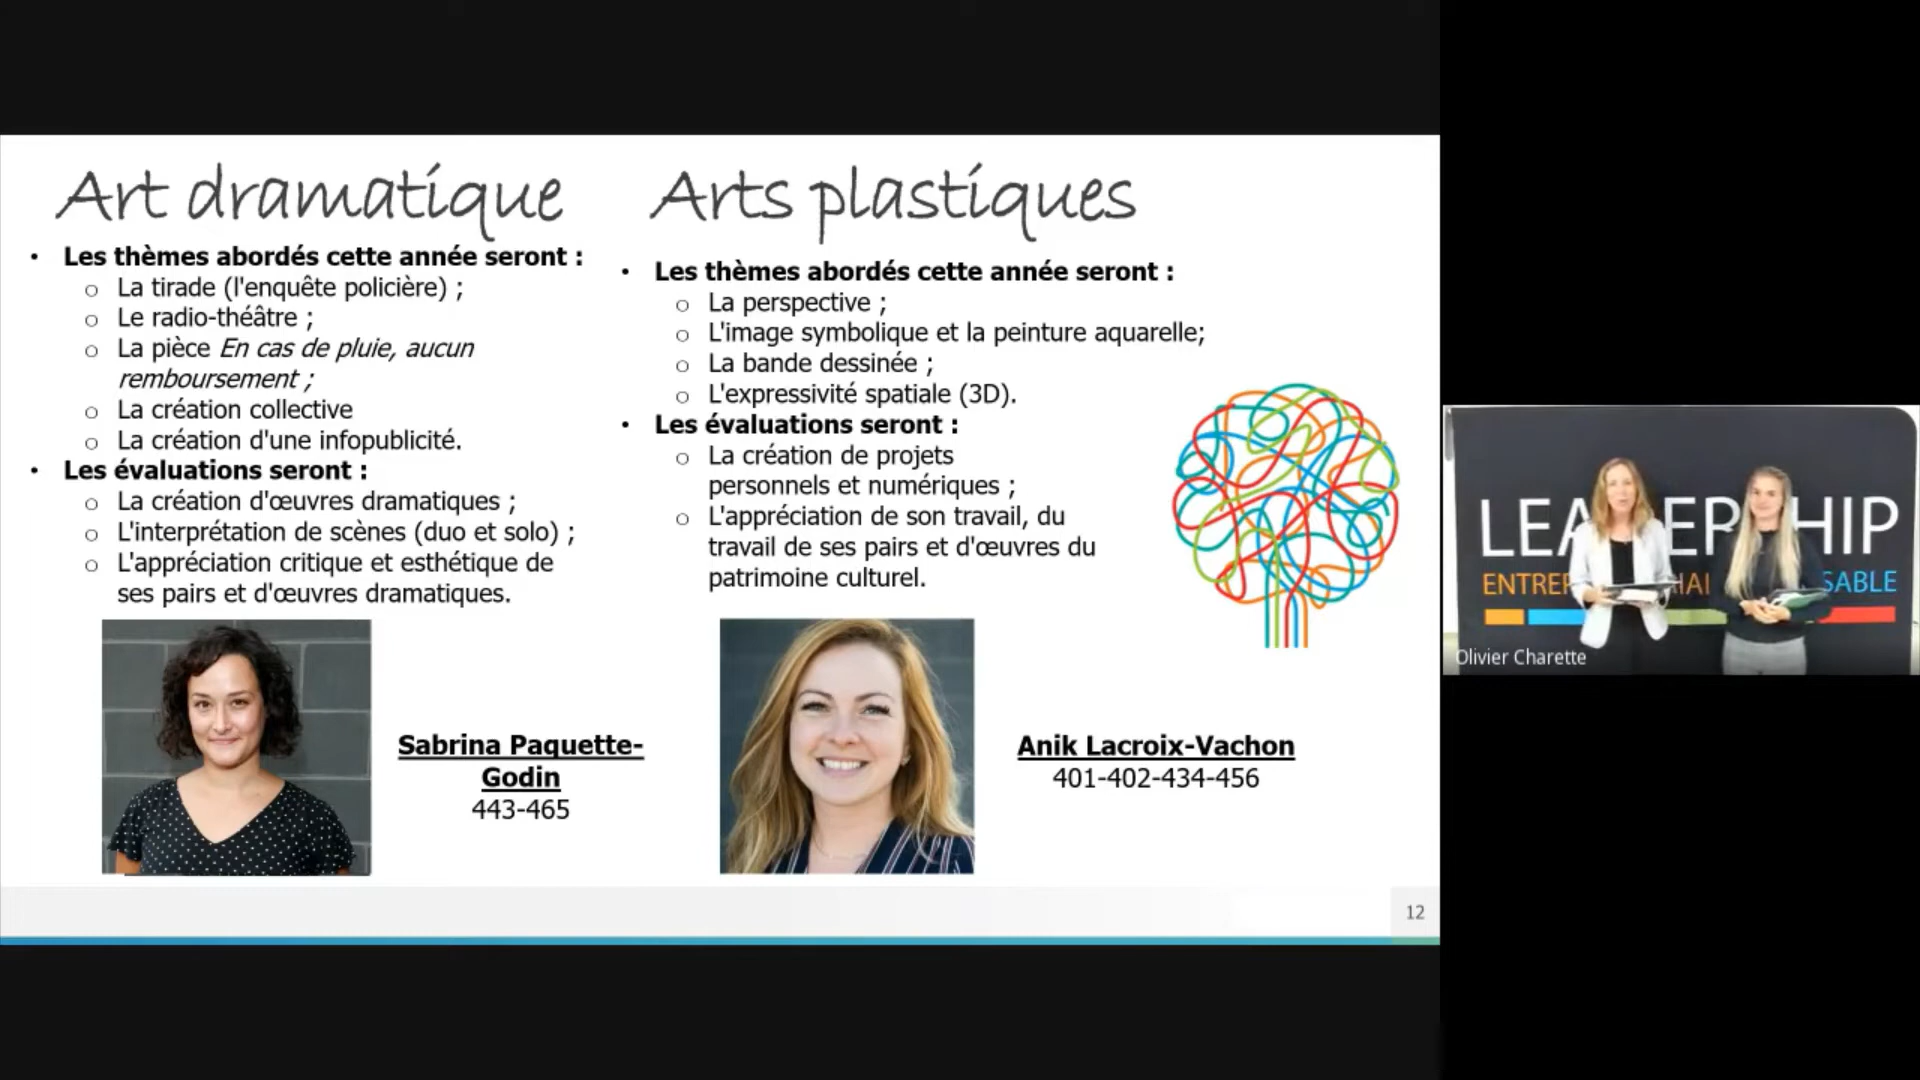 Art dramatique
Les thèmes abordés cette année seront :
La tirade (l'enquête policière) ;
Le radio-théâtre ;
La pièce En cas de pluie, aucun
remboursement ;
La création collective
La création d'une infopublicité.
Les évaluations seront :
La création d'œuvres dramatiques ;
L'interprétation de scènes (duo et solo) ;
L'appréciation critique et esthétique de
ses pairs et d'œuvres dramatiques.
Sabrina Paquette-
Godin
443-465
Arts plastiques
Les thèmes abordés cette année seront :
La perspective ;
L'image symbolique et la peinture aquarelle;
La bande dessinée ;
L'expressivité spatiale (3D).
Les évaluations seront :
La création de projets
personnels et numériques ;
L'appréciation de son travail, du
travail de ses pairs et d'œuvres du
patrimoine culturel.
Anik Lacroix-Vachon
401-402-434-456
12
Olivier Charette